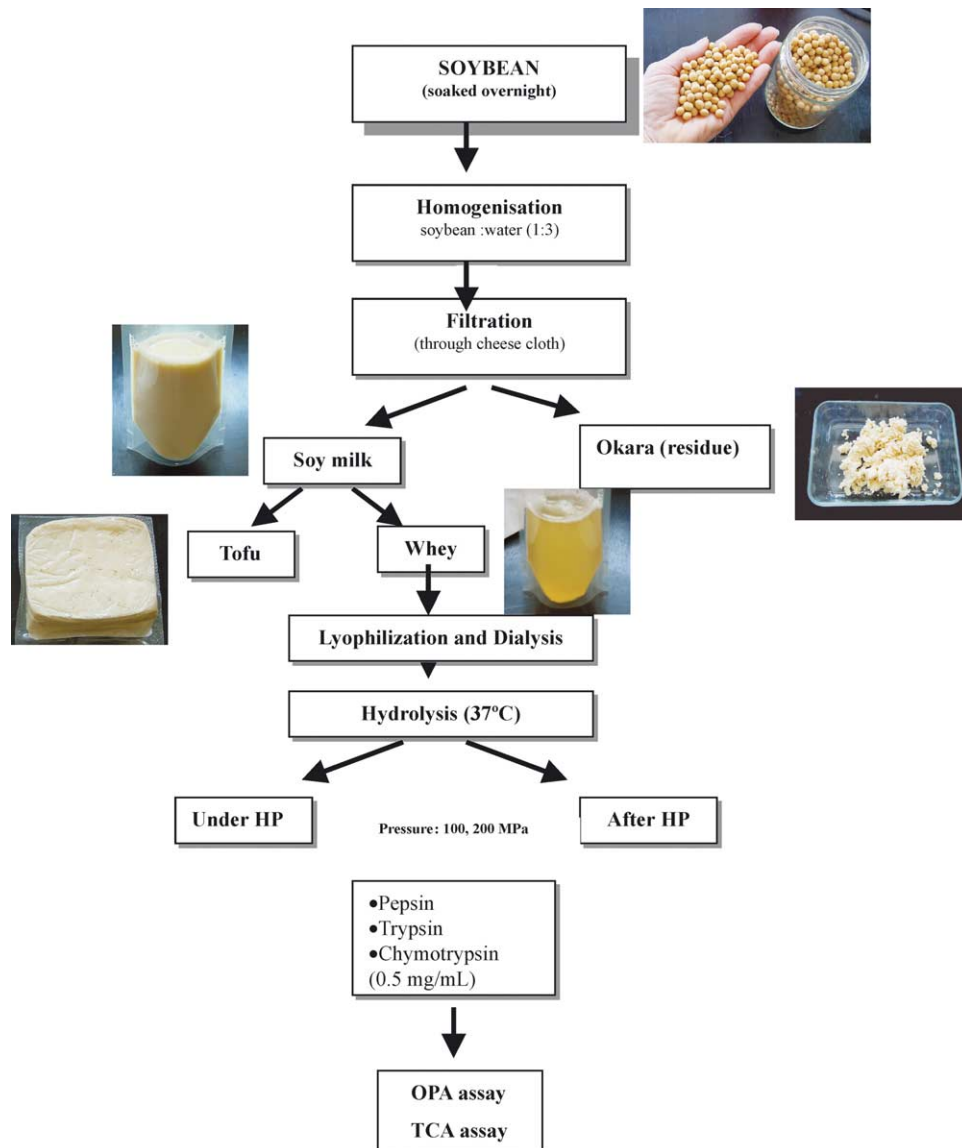 SOYBEAN
(soaked overnight)
Homogenisation
soybean :water (1:3)
Filtration
(through cheese cloth)
Soy milk
Okara (residue)
Tofu
Whey
Lyophilization and Dialysis
Hydrolysis (37ºC)
Under HP
Pressure: 100, 200 MPa
After HP
•Pepsin
•Trypsin
•Chymotrypsin
(0.5 mg/mL)
OPA assay
TCA assay